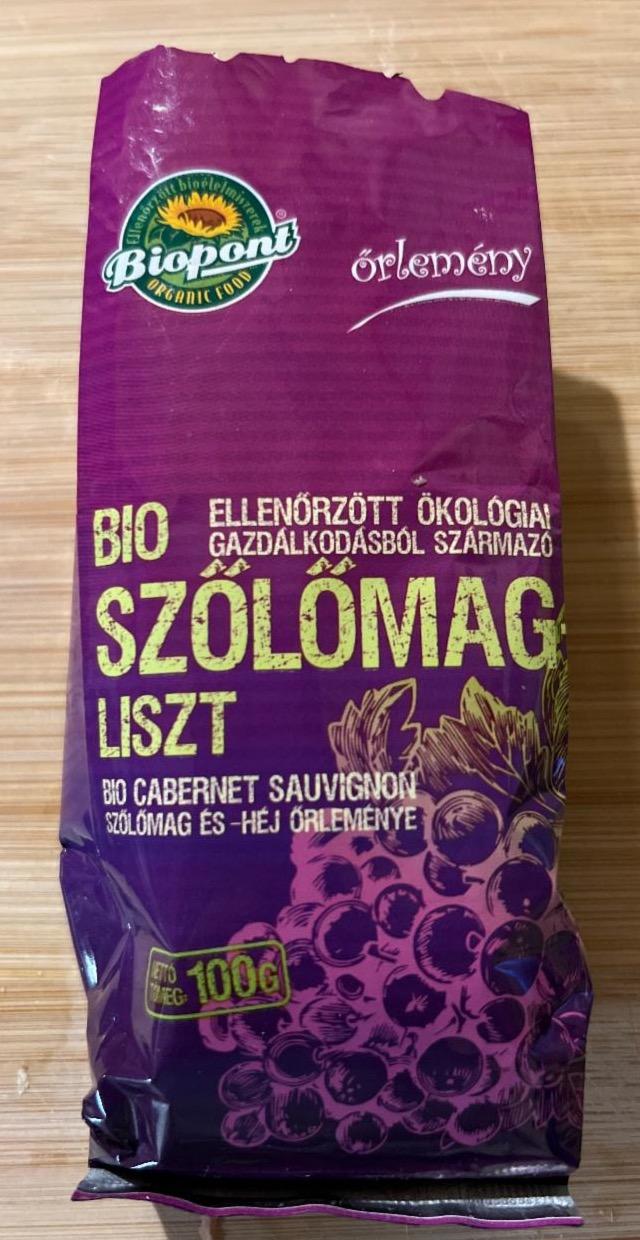 Ellenőrzött bioélelmiszerek
Biopont®
ORGANIC FOOD
őrlemény
BIO ELLENŐRZÖTT ÖKOLÓGIAI
GAZDÁLKODÁSBÓL SZÁRMAZÓ
SZŐLŐMAG-
LISZT
BIO CABERNET SAUVIGNON
SZŐLŐMAG ÉS -HÉJ ŐRLEMÉNYE
NETTÓ
TÖMEG: 100G